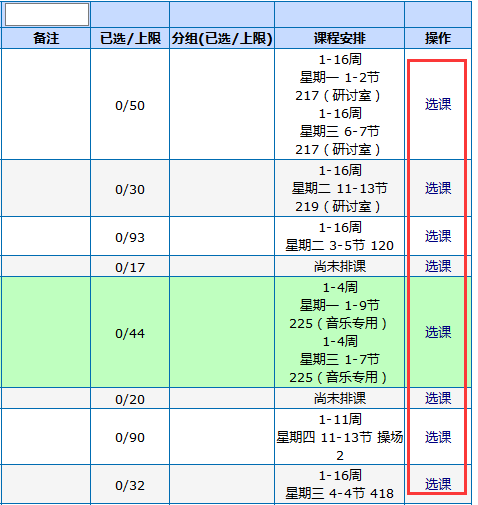 备注 已选/上限 分组(已选/上限) 课程安排 操作
1-16周
星期一 1-2节
217（研讨室）
0/50 选课
1-16周
星期三 6-7节
217（研讨室）
1-16周
0/30 星期二 11-13节 选课
219（研讨室）
1-16周
0/93 选课
星期二 3-5节 120
0/17 尚未排课 选课
1-4周
星期一 1-9节
225（音乐专用）
0/44 选课
1-4周
星期三 1-7节
225（音乐专用）
0/20 尚未排课 选课
1-11周
0/90 星期四 11-13节 操场 选课
2
1-16周
0/32 选课
星期三 4-4节 418